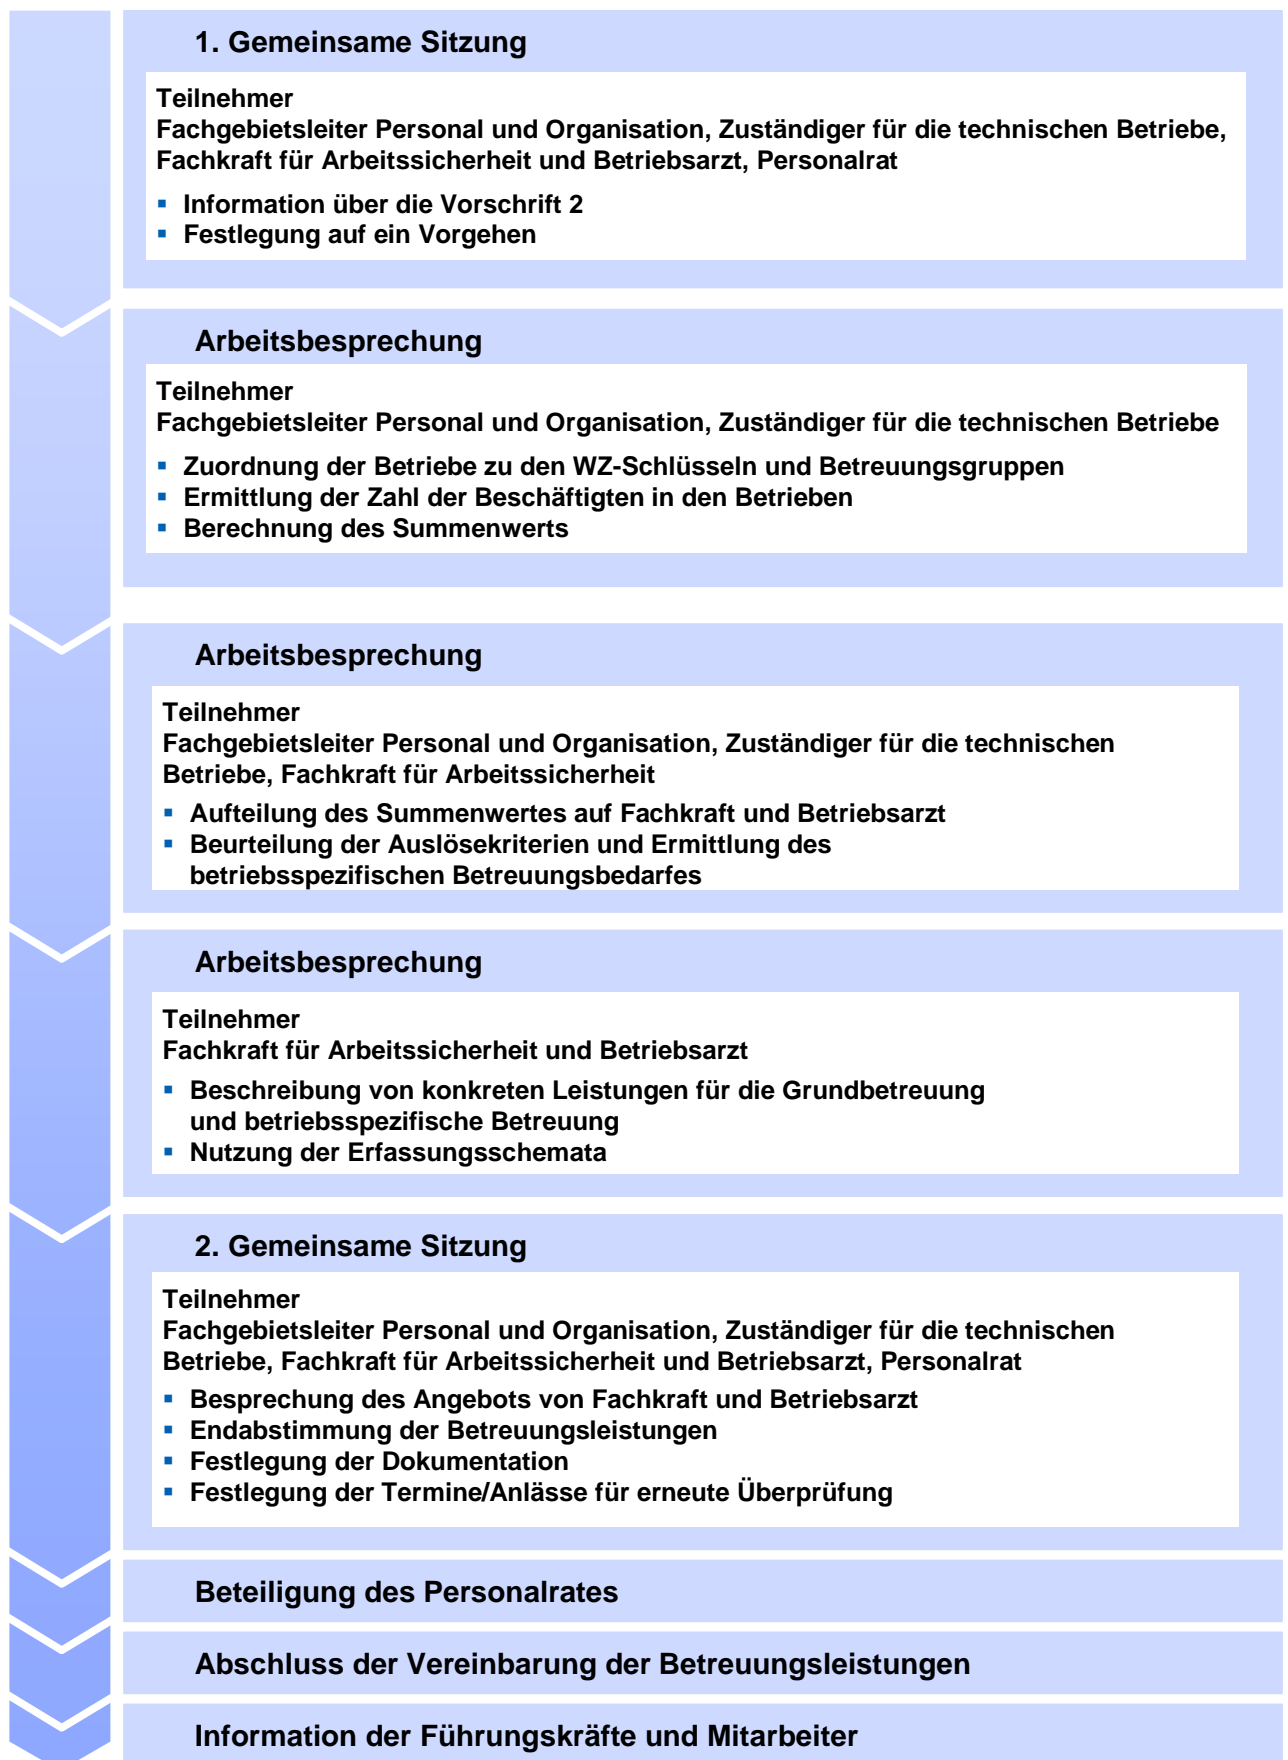 1. Gemeinsame Sitzung
Teilnehmer
Fachgebietsleiter Personal und Organisation, Zuständiger für die technischen Betriebe,
Fachkraft für Arbeitssicherheit und Betriebsarzt, Personalrat
▪ Information über die Vorschrift 2
▪ Festlegung auf ein Vorgehen
Arbeitsbesprechung
Teilnehmer
Fachgebietsleiter Personal und Organisation, Zuständiger für die technischen Betriebe
▪ Zuordnung der Betriebe zu den WZ-Schlüsseln und Betreuungsgruppen
▪ Ermittlung der Zahl der Beschäftigten in den Betrieben
▪ Berechnung des Summenwerts
Arbeitsbesprechung
Teilnehmer
Fachgebietsleiter Personal und Organisation, Zuständiger für die technischen
Betriebe, Fachkraft für Arbeitssicherheit
▪ Aufteilung des Summenwertes auf Fachkraft und Betriebsarzt
▪ Beurteilung der Auslösekriterien und Ermittlung des
betriebsspezifischen Betreuungsbedarfes
Arbeitsbesprechung
Teilnehmer
Fachkraft für Arbeitssicherheit und Betriebsarzt
▪ Beschreibung von konkreten Leistungen für die Grundbetreuung
und betriebsspezifische Betreuung
▪ Nutzung der Erfassungsschemata
2. Gemeinsame Sitzung
Teilnehmer
Fachgebietsleiter Personal und Organisation, Zuständiger für die technischen
Betriebe, Fachkraft für Arbeitssicherheit und Betriebsarzt, Personalrat
▪ Besprechung des Angebots von Fachkraft und Betriebsarzt
▪ Endabstimmung der Betreuungsleistungen
▪ Festlegung der Dokumentation
▪ Festlegung der Termine/Anlässe für erneute Überprüfung
Beteiligung des Personalrates
Abschluss der Vereinbarung der Betreuungsleistungen
Information der Führungskräfte und Mitarbeiter